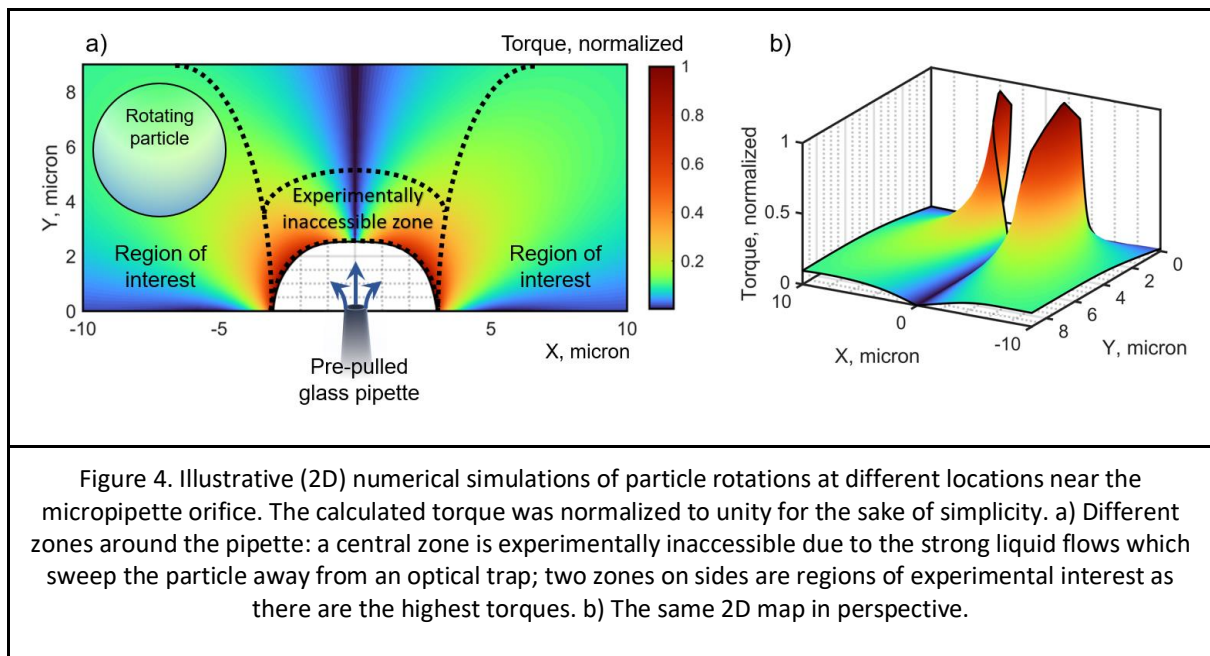 a)
Torque, normalized
b)
Y, micron
8
6
4
2
0
Rotating
particle
Experimentally
inaccessible zone
Region of
interest
Region of
interest
-10
-5
5
10
X, micron
Pre-pulled
glass pipette
1
0.8
0.6
0.4
0.2
Torque, normalized
1
0.5
0
10
0
-10
X, micron
8
6
4
2
0
Y, micron
Figure 4. Illustrative (2D) numerical simulations of particle rotations at different locations near the
micropipette orifice. The calculated torque was normalized to unity for the sake of simplicity. a) Different
zones around the pipette: a central zone is experimentally inaccessible due to the strong liquid flows which
sweep the particle away from an optical trap; two zones on sides are regions of experimental interest as
there are the highest torques. b) The same 2D map in perspective.